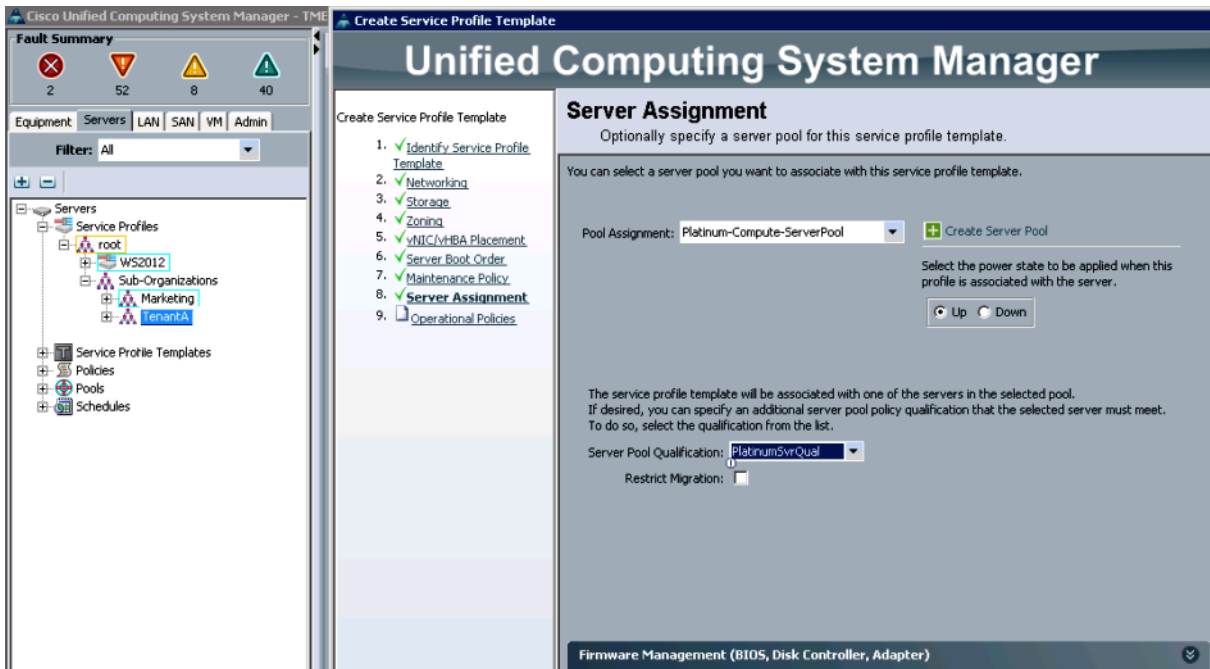 Cisco Unified Computing System Manager - TME
Fault Summary
2 52 8 40
Equipment Servers LAN SAN VM Admin
Filter: All
Servers
Service Profiles
root
WS2012
Sub-Organizations
Marketing
TenantA
Service Profile Templates
Policies
Pools
Schedules
Create Service Profile Template
Unified Computing System Manager
Create Service Profile Template
1. Identify Service Profile
Template
2. Networking
3. Storage
4. Zoning
5. vNIC/vHBA Placement
6. Server Boot Order
7. Maintenance Policy
8. Server Assignment
9. Operational Policies
Server Assignment
Optionally specify a server pool for this service profile template.
You can select a server pool you want to associate with this service profile template.
Pool Assignment: Platinum-Compute-ServerPool
Create Server Pool
Select the power state to be applied when this
profile is associated with the server.
Up Down
The service profile template will be associated with one of the servers in the selected pool.
If desired, you can specify an additional server pool policy qualification that the selected server must meet.
To do so, select the qualification from the list.
Server Pool Qualification: PlatinumSvrQual
Restrict Migration:
Firmware Management (BIOS, Disk Controller, Adapter)